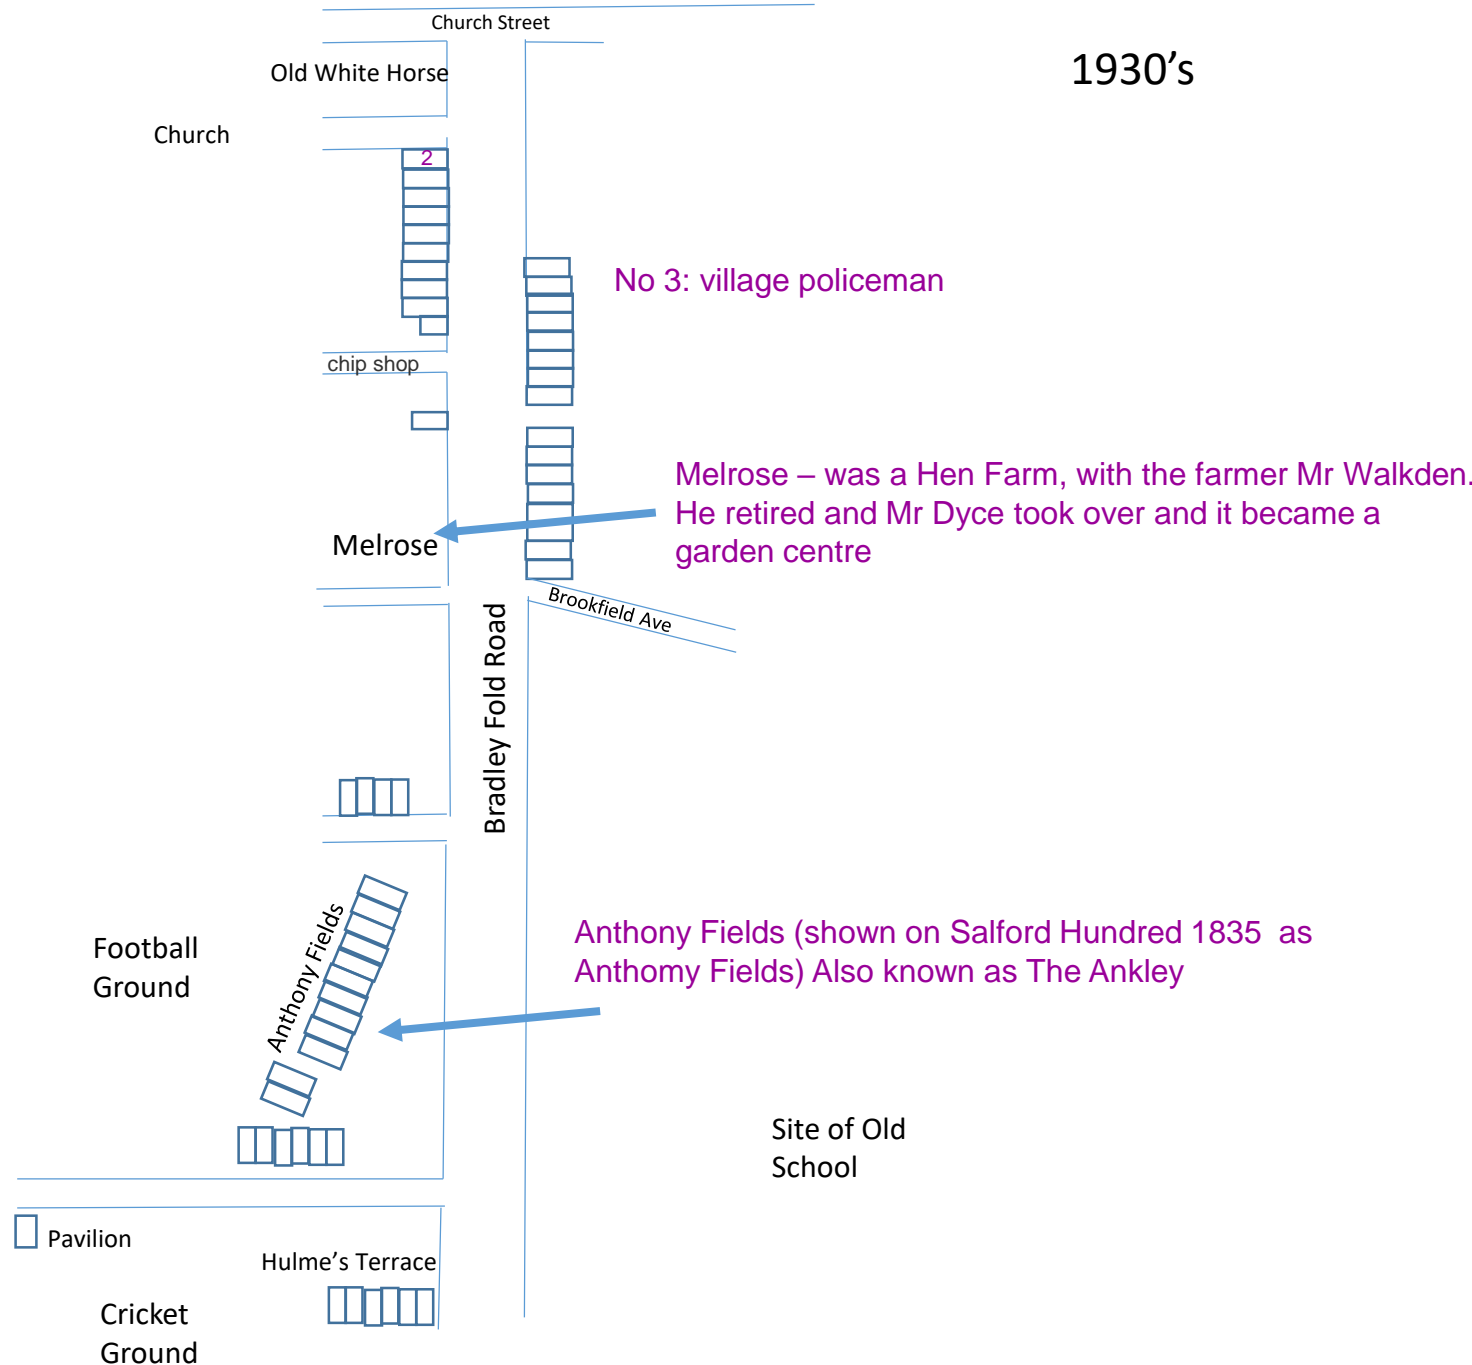 Church Street
1930’s
Old White Horse
Church
2
No 3: village policeman
chip shop
Melrose – was a Hen Farm, with the farmer Mr Walkden.
He retired and Mr Dyce took over and it became a
garden centre
Melrose
Brookfield Ave
Bradley Fold Road
Anthony Fields
Football
Ground
Anthony Fields (shown on Salford Hundred 1835 as
Anthomy Fields) Also known as The Ankley
Site of Old
School
Pavilion
Hulme’s Terrace
Cricket
Ground